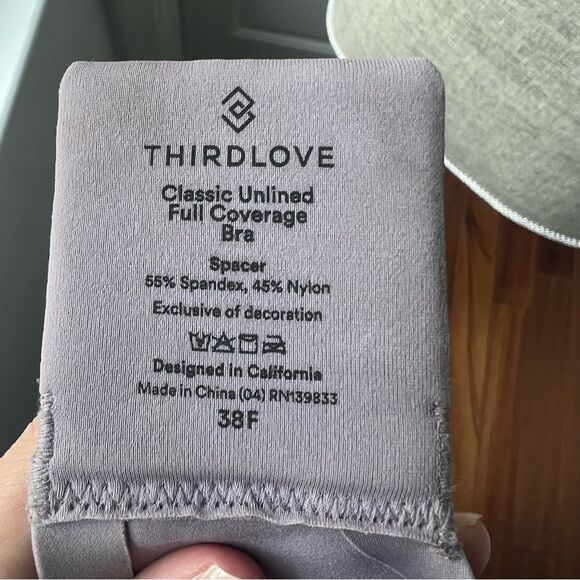 THIRDLOVE
Classic Unlined
Full Coverage
Bra
Spacer
55% Spandex, 45% Nylon
Exclusive of decoration
Designed in California
Made in China (04) RN139833
38F